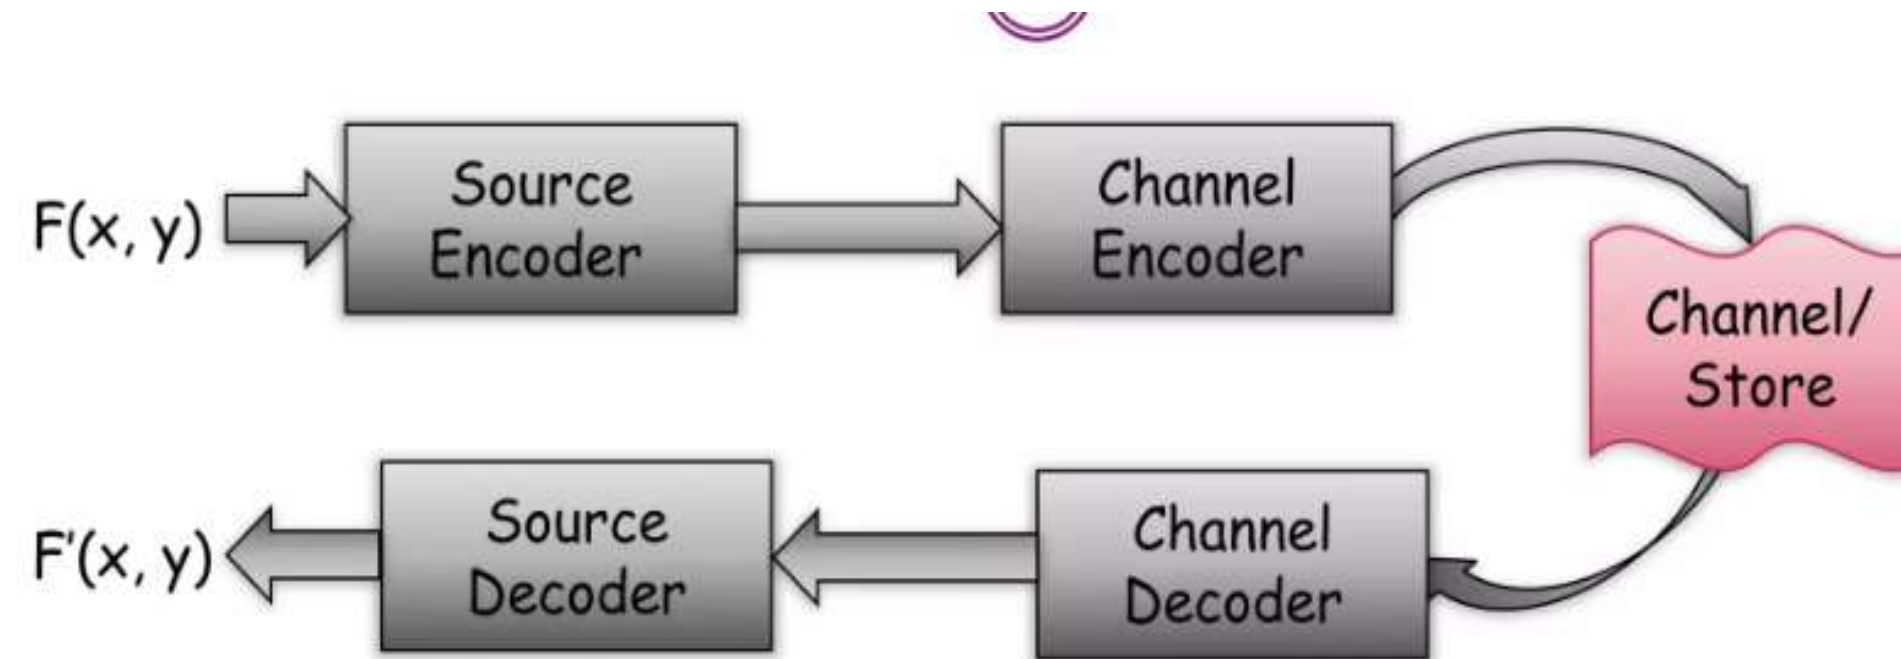 F(x, y)
Source
Encoder
Channel
Encoder
Channel/
Store
F'(x, y)
Source
Decoder
Channel
Decoder